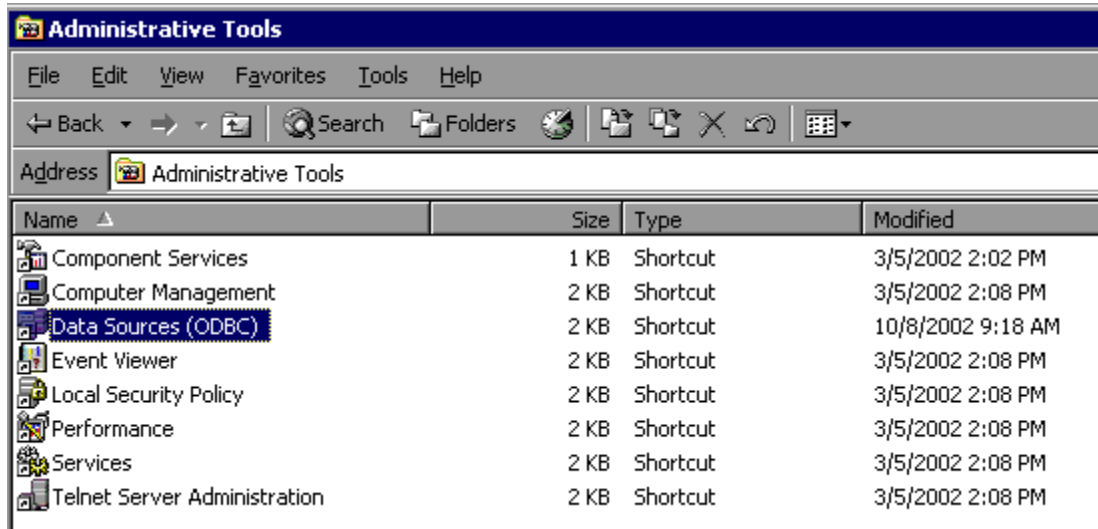 Administrative Tools
File Edit View Favorites Tools Help
Back Search Folders
Address Administrative Tools
Name Size Type Modified
Component Services 1 KB Shortcut 3/5/2002 2:02 PM
Computer Management 2 KB Shortcut 3/5/2002 2:08 PM
Data Sources (ODBC) 2 KB Shortcut 10/8/2002 9:18 AM
Event Viewer 2 KB Shortcut 3/5/2002 2:08 PM
Local Security Policy 2 KB Shortcut 3/5/2002 2:08 PM
Performance 2 KB Shortcut 3/5/2002 2:08 PM
Services 2 KB Shortcut 3/5/2002 2:08 PM
Telnet Server Administration 2 KB Shortcut 3/5/2002 2:08 PM